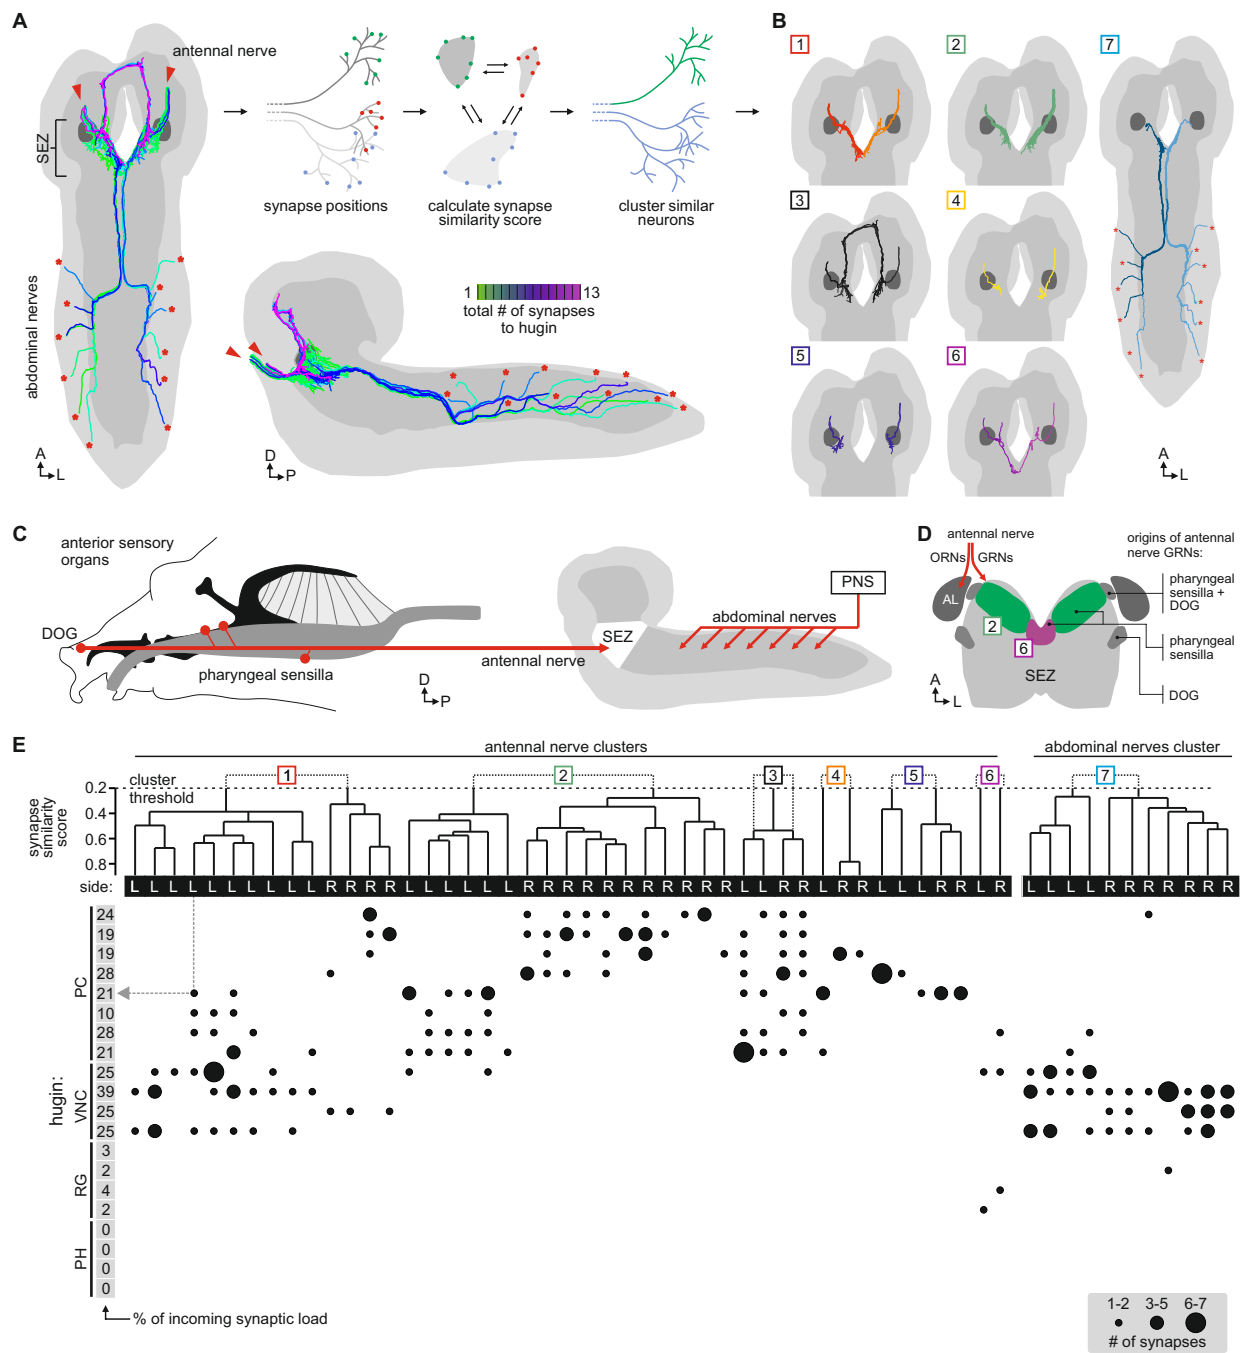 A
antennal nerve
SEZ
abdominal nerves
A
L
synapse positions
calculate synapse
similarity score
cluster similar
neurons
1
13
total # of synapses
to hugin
D
P
B
1
2
7
3
4
5
6
A
L
C
anterior sensory
organs
DOG
pharyngeal sensilla
antennal nerve
D
P
SEZ
PNS
abdominal nerves
D
antennal nerve
ORNs
GRNs
AL
2
6
SEZ
A
L
origins of antennal
nerve GRNs:
pharyngeal
sensilla +
DOG
pharyngeal
sensilla
DOG
E
antennal nerve clusters
abdominal nerves cluster
cluster
threshold
1
2
3
4
5
6
7
synapse
similarity
score
0.2
0.4
0.6
0.8
side: L L L L L L L L L L R R R R L L L L L L R R R R R R R R R R R L L R R L R R L L L R R L R L L L L R R R R R R R
hugin:
PC
24
19
19
28
21
10
28
21
VNC
25
39
25
25
RG
3
2
4
2
PH
0
0
0
0
% of incoming synaptic load
1-2 3-5 6-7
# of synapses